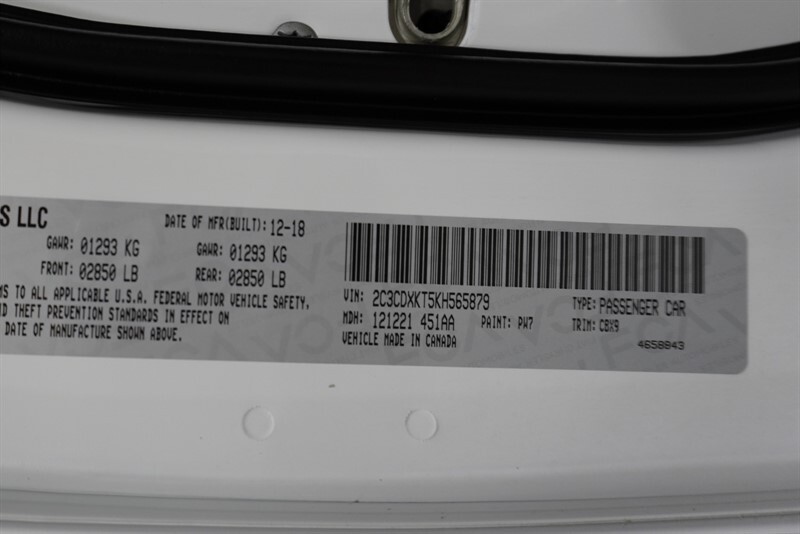 S LLC
DATE OF MFR(BUILT): 12-18
GAWR: 01293 KG GAWR: 01293 KG
FRONT: 02850 LB REAR: 02850 LB
MS TO ALL APPLICABLE U.S.A. FEDERAL MOTOR VEHICLE SAFETY,
ND THEFT PREVENTION STANDARDS IN EFFECT ON
DATE OF MANUFACTURE SHOWN ABOVE.
VIN: 2C3CDXKT5KH565879 TYPE: PASSENGER CAR
MDH: 121221 451AA PAINT: PW7 TRIM: CBX9
VEHICLE MADE IN CANADA 4658843